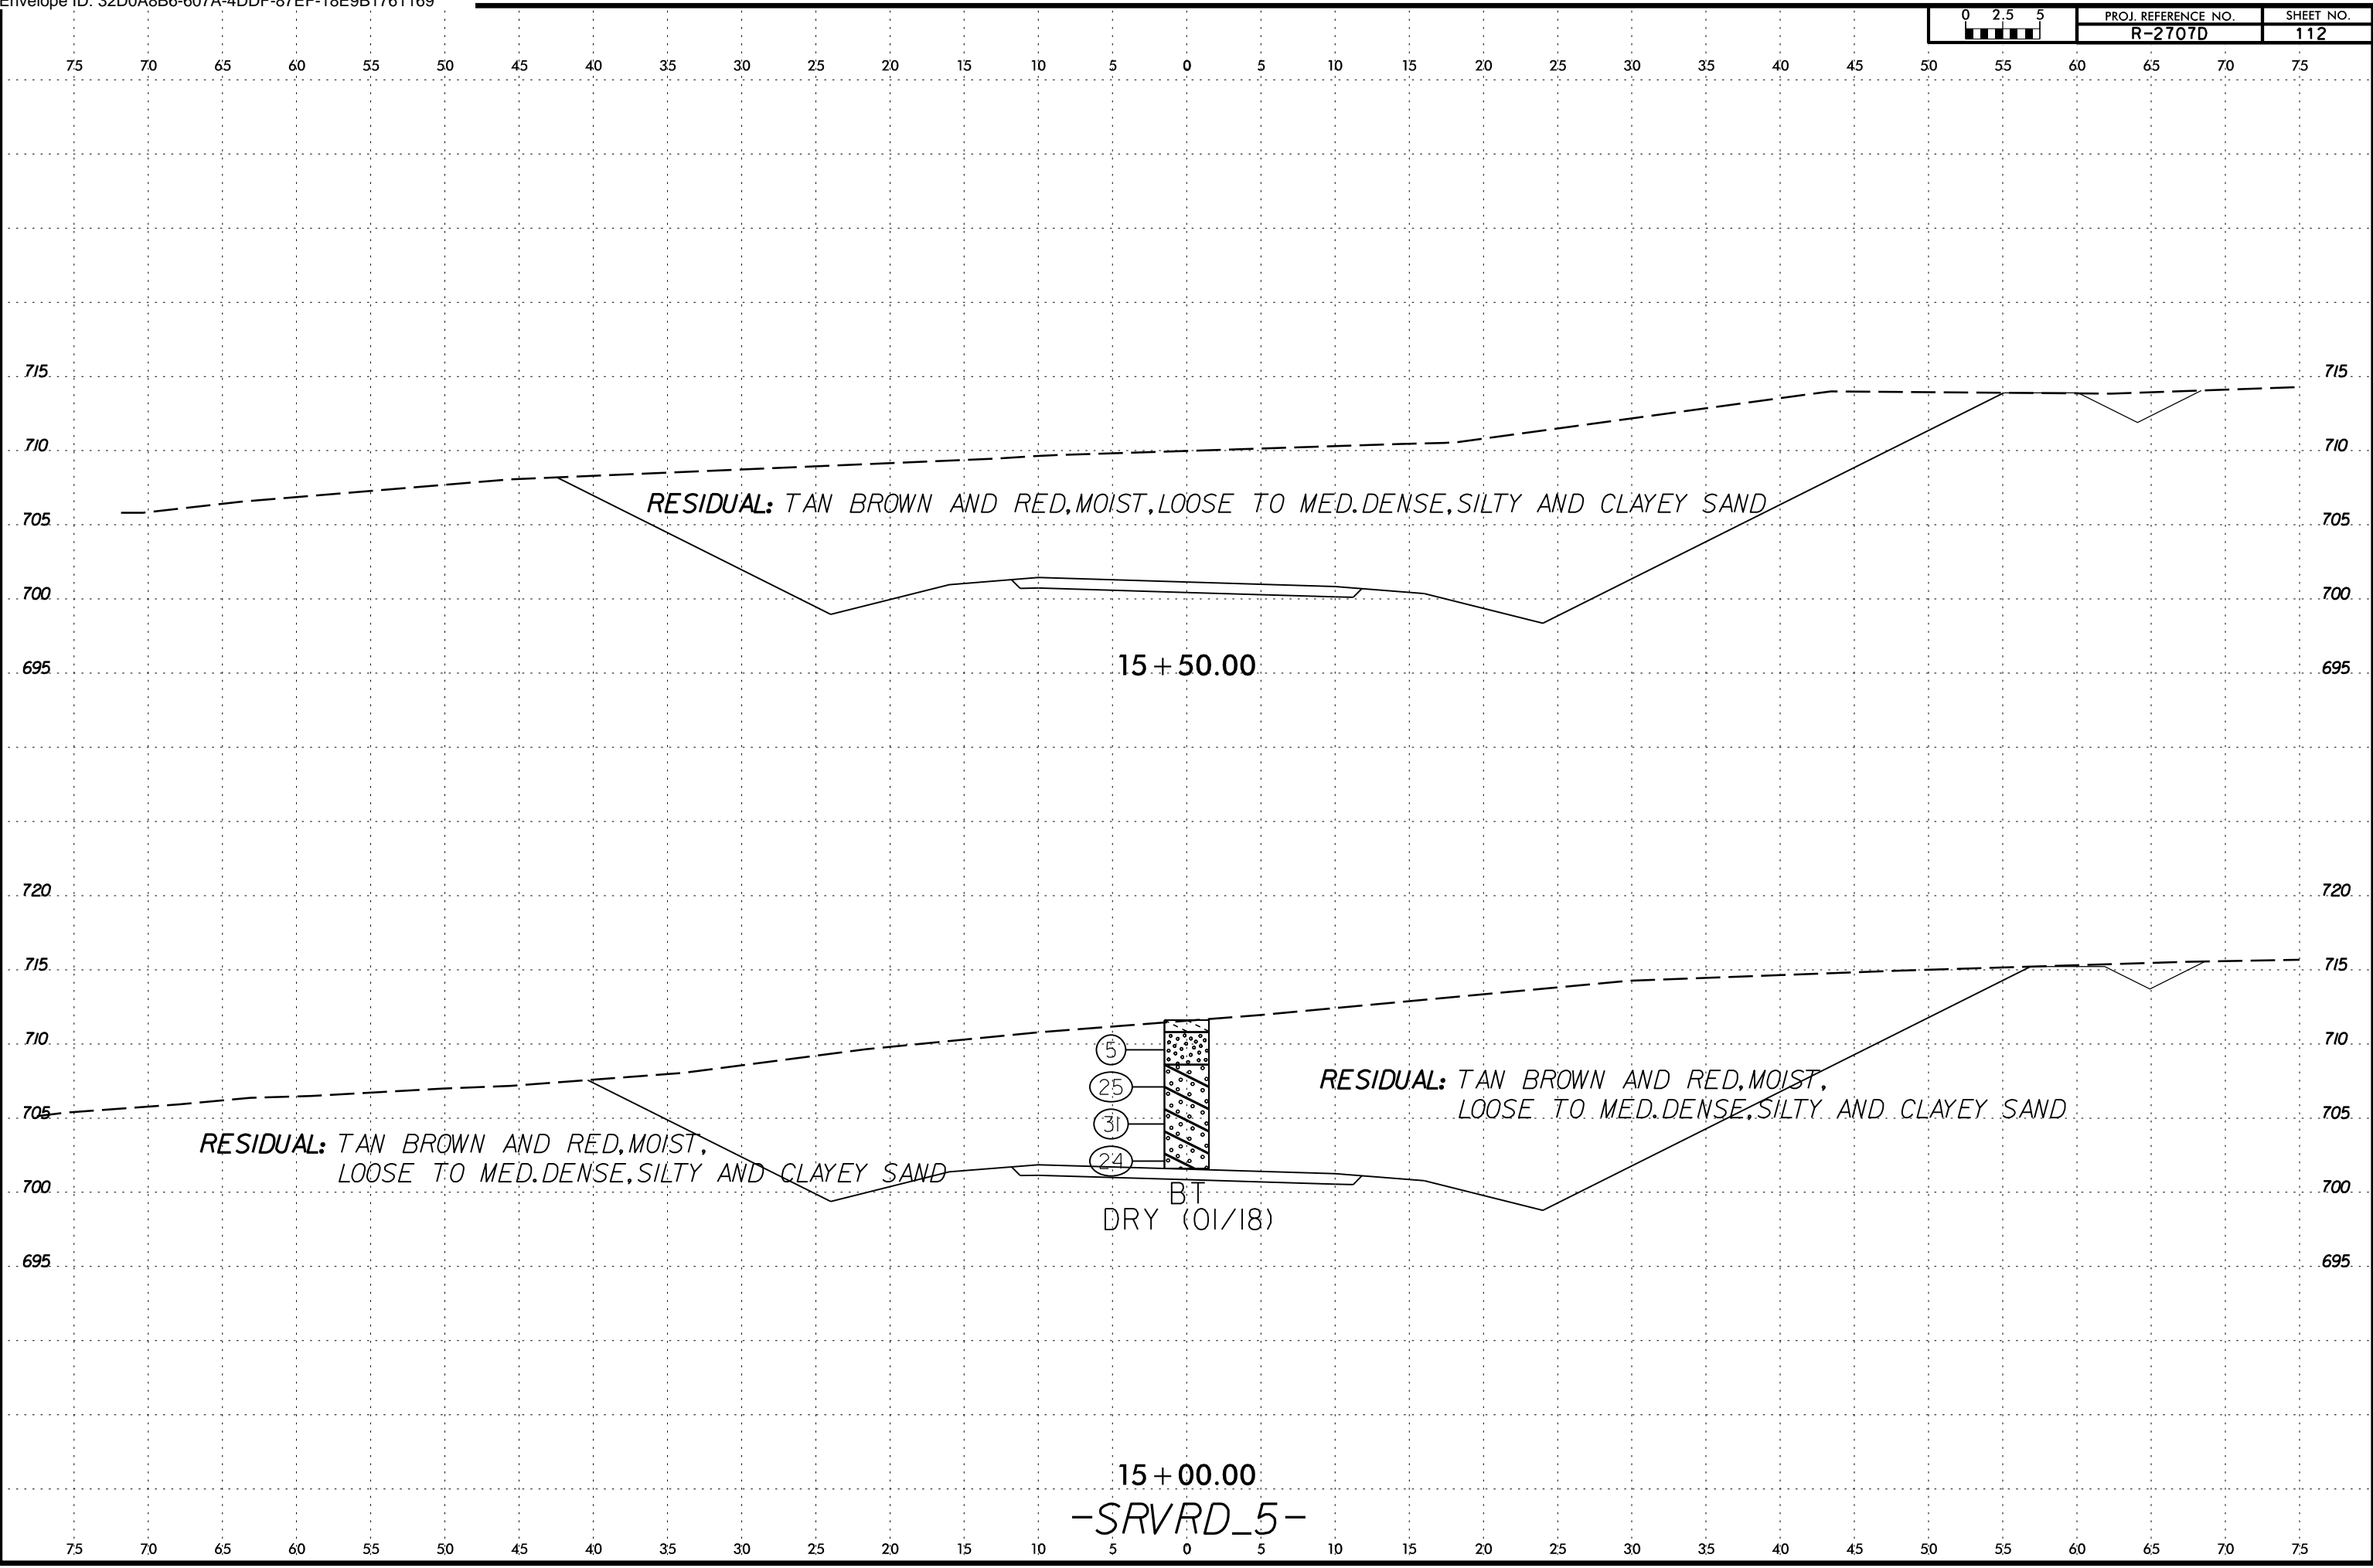 Envelope ID: 32D0A8B6-607A-4DDF-87EF-18E9B1761169
0 2.5 5
PROJ. REFERENCE NO. SHEET NO.
R-2707D 112
75 70 65 60 55 50 45 40 35 30 25 20 15 10 5 0 5 10 15 20 25 30 35 40 45 50 55 60 65 70 75
715 715
710 710
RESIDUAL: TAN BROWN AND RED,MOIST,LOOSE TO MED.DENSE,SILTY AND CLAYEY SAND
705 705
700 700
15+50.00
695 695
720 720
715 715
710 710
5
25
RESIDUAL: TAN BROWN AND RED,MOIST,
LOOSE TO MED.DENSE,SILTY AND CLAYEY SAND
705 705
31
RESIDUAL: TAN BROWN AND RED,MOIST,
LOOSE TO MED.DENSE,SILTY AND CLAYEY SAND
24
700 700
BT
DRY (01/18)
695 695
15+00.00
-SRVRD_5-
75 70 65 60 55 50 45 40 35 30 25 20 15 10 5 0 5 10 15 20 25 30 35 40 45 50 55 60 65 70 75